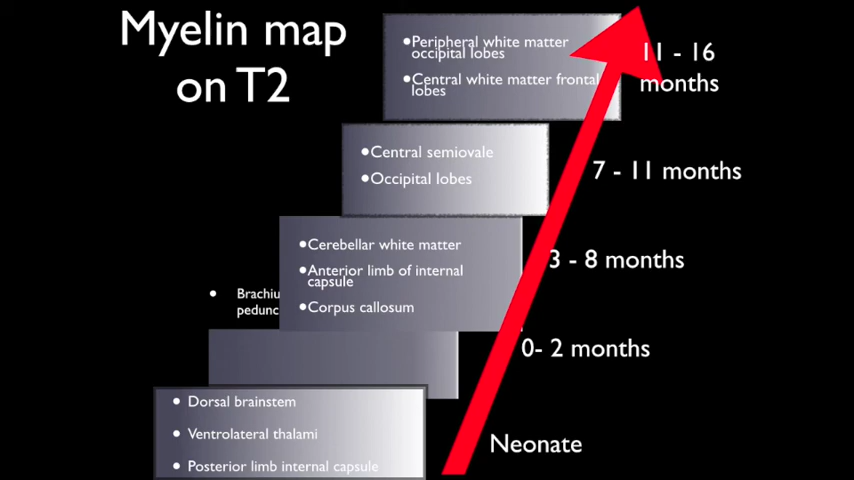 Myelin map
on T2
• Peripheral white matter
occipital lobes
• Central white matter frontal
lobes
11 - 16
months
• Central semiovale
• Occipital lobes
7 - 11 months
• Cerebellar white matter
• Anterior limb of internal
capsule
• Corpus callosum
3 - 8 months
•
0- 2 months
• Dorsal brainstem
• Ventrolateral thalami
• Posterior limb internal capsule
Neonate